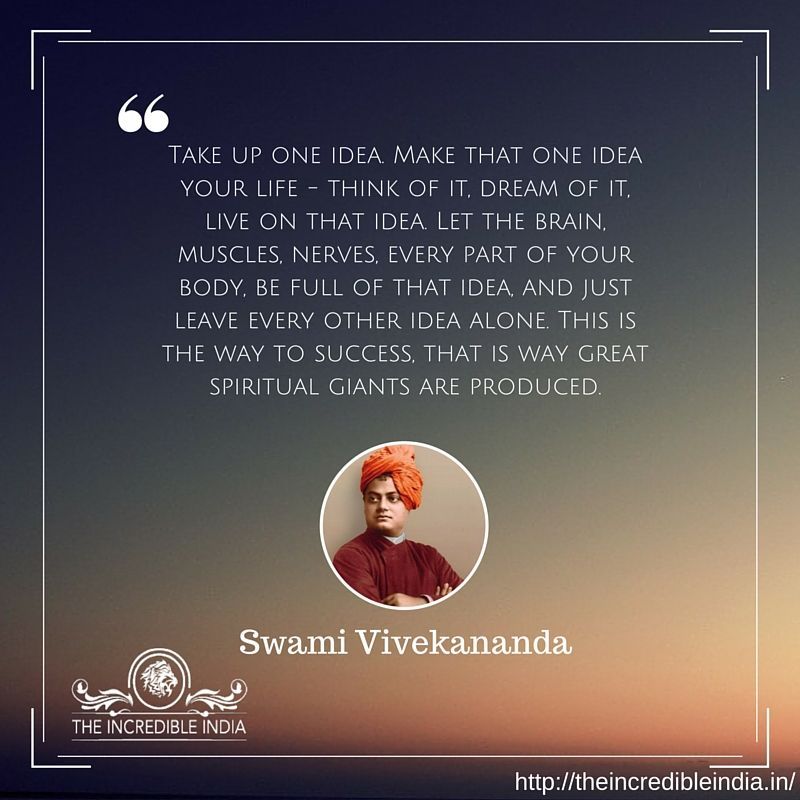 “
Take up one idea. Make that one idea
your life - think of it, dream of it,
live on that idea. Let the brain,
muscles, nerves, every part of your
body, be full of that idea, and just
leave every other idea alone. This is
the way to success, that is way great
spiritual giants are produced.
Swami Vivekananda
THE INCREDIBLE INDIA
http://theincredibleindia.in/